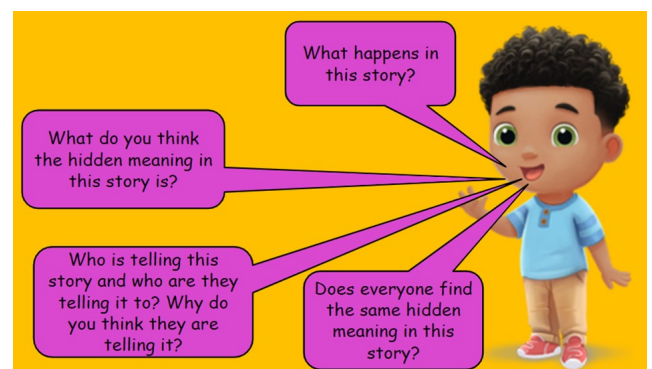 What happens in
this story?
What do you think
the hidden meaning in
this story is?
Who is telling this
story and who are they
telling it to? Why do
you think they are
telling it?
Does everyone find
the same hidden
meaning in this
story?